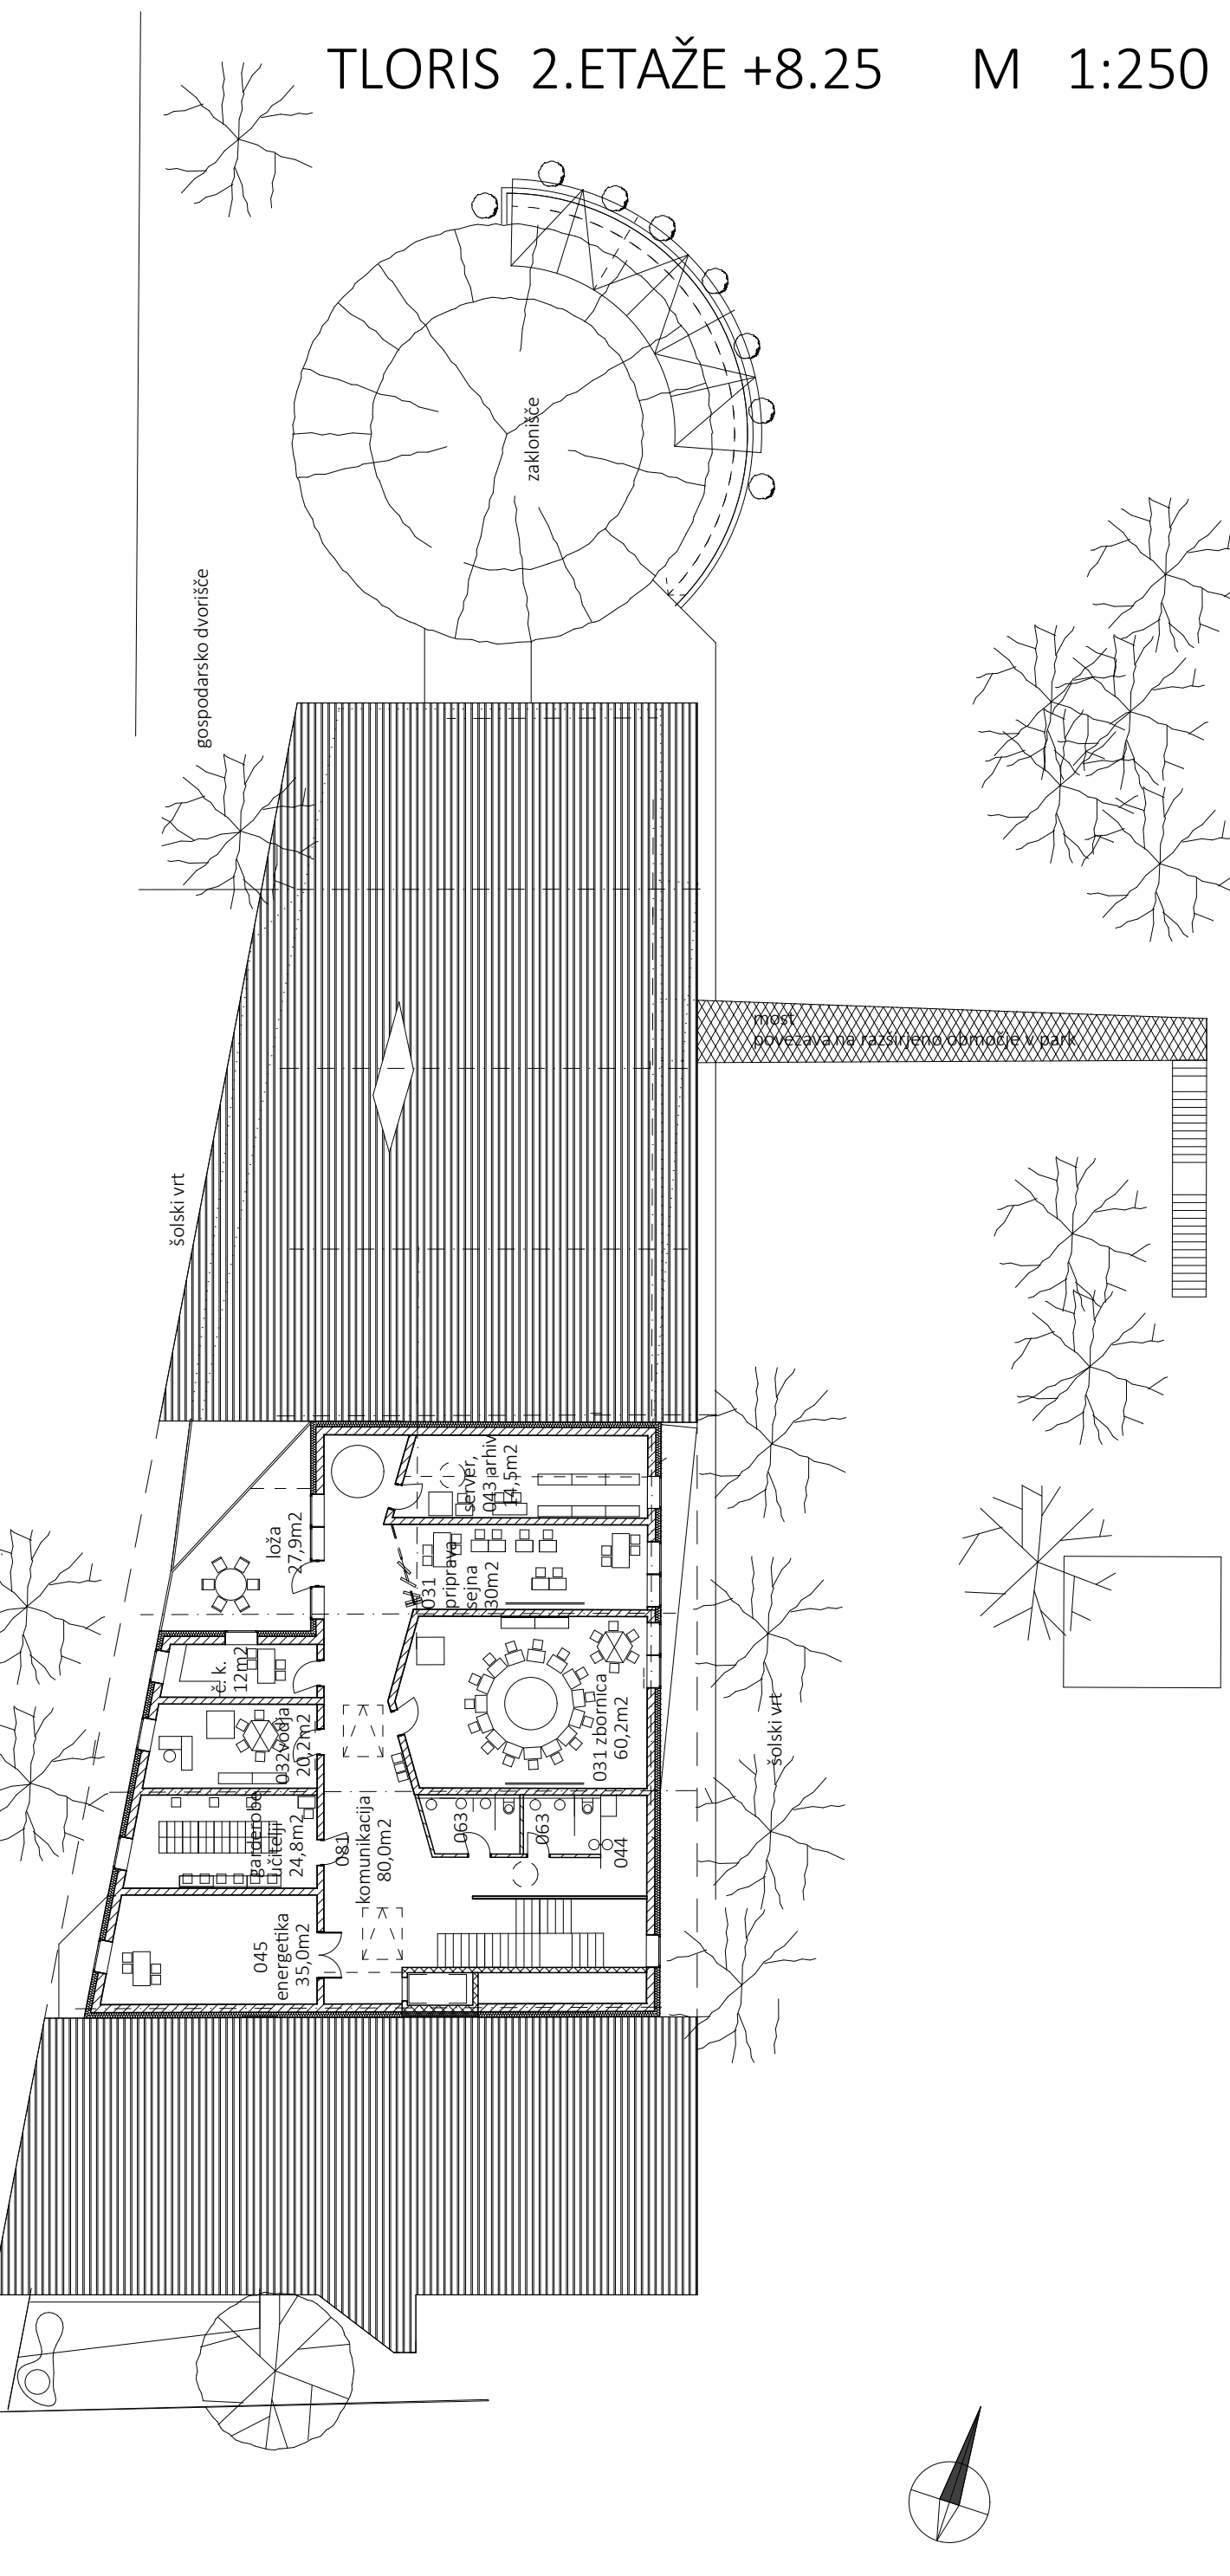 TLORIS 2.ETAŽE +8.25 M 1:250
zaklonišče
gospodarsko dvorišče
most
povezava na razširjeno območje v park
šolski vrt
server,
043 arhiv
14,5m2
loža
27,9m2
031
priprava
sejna
30m2
č. k.
12m2
031 zbornica
60,2m2
šolski vrt
032vodja
20,2m2
garderobe
učitelji
24,8m2
081
komunikacija
80,0m2
063
063
044
045
energetika
35,0m2